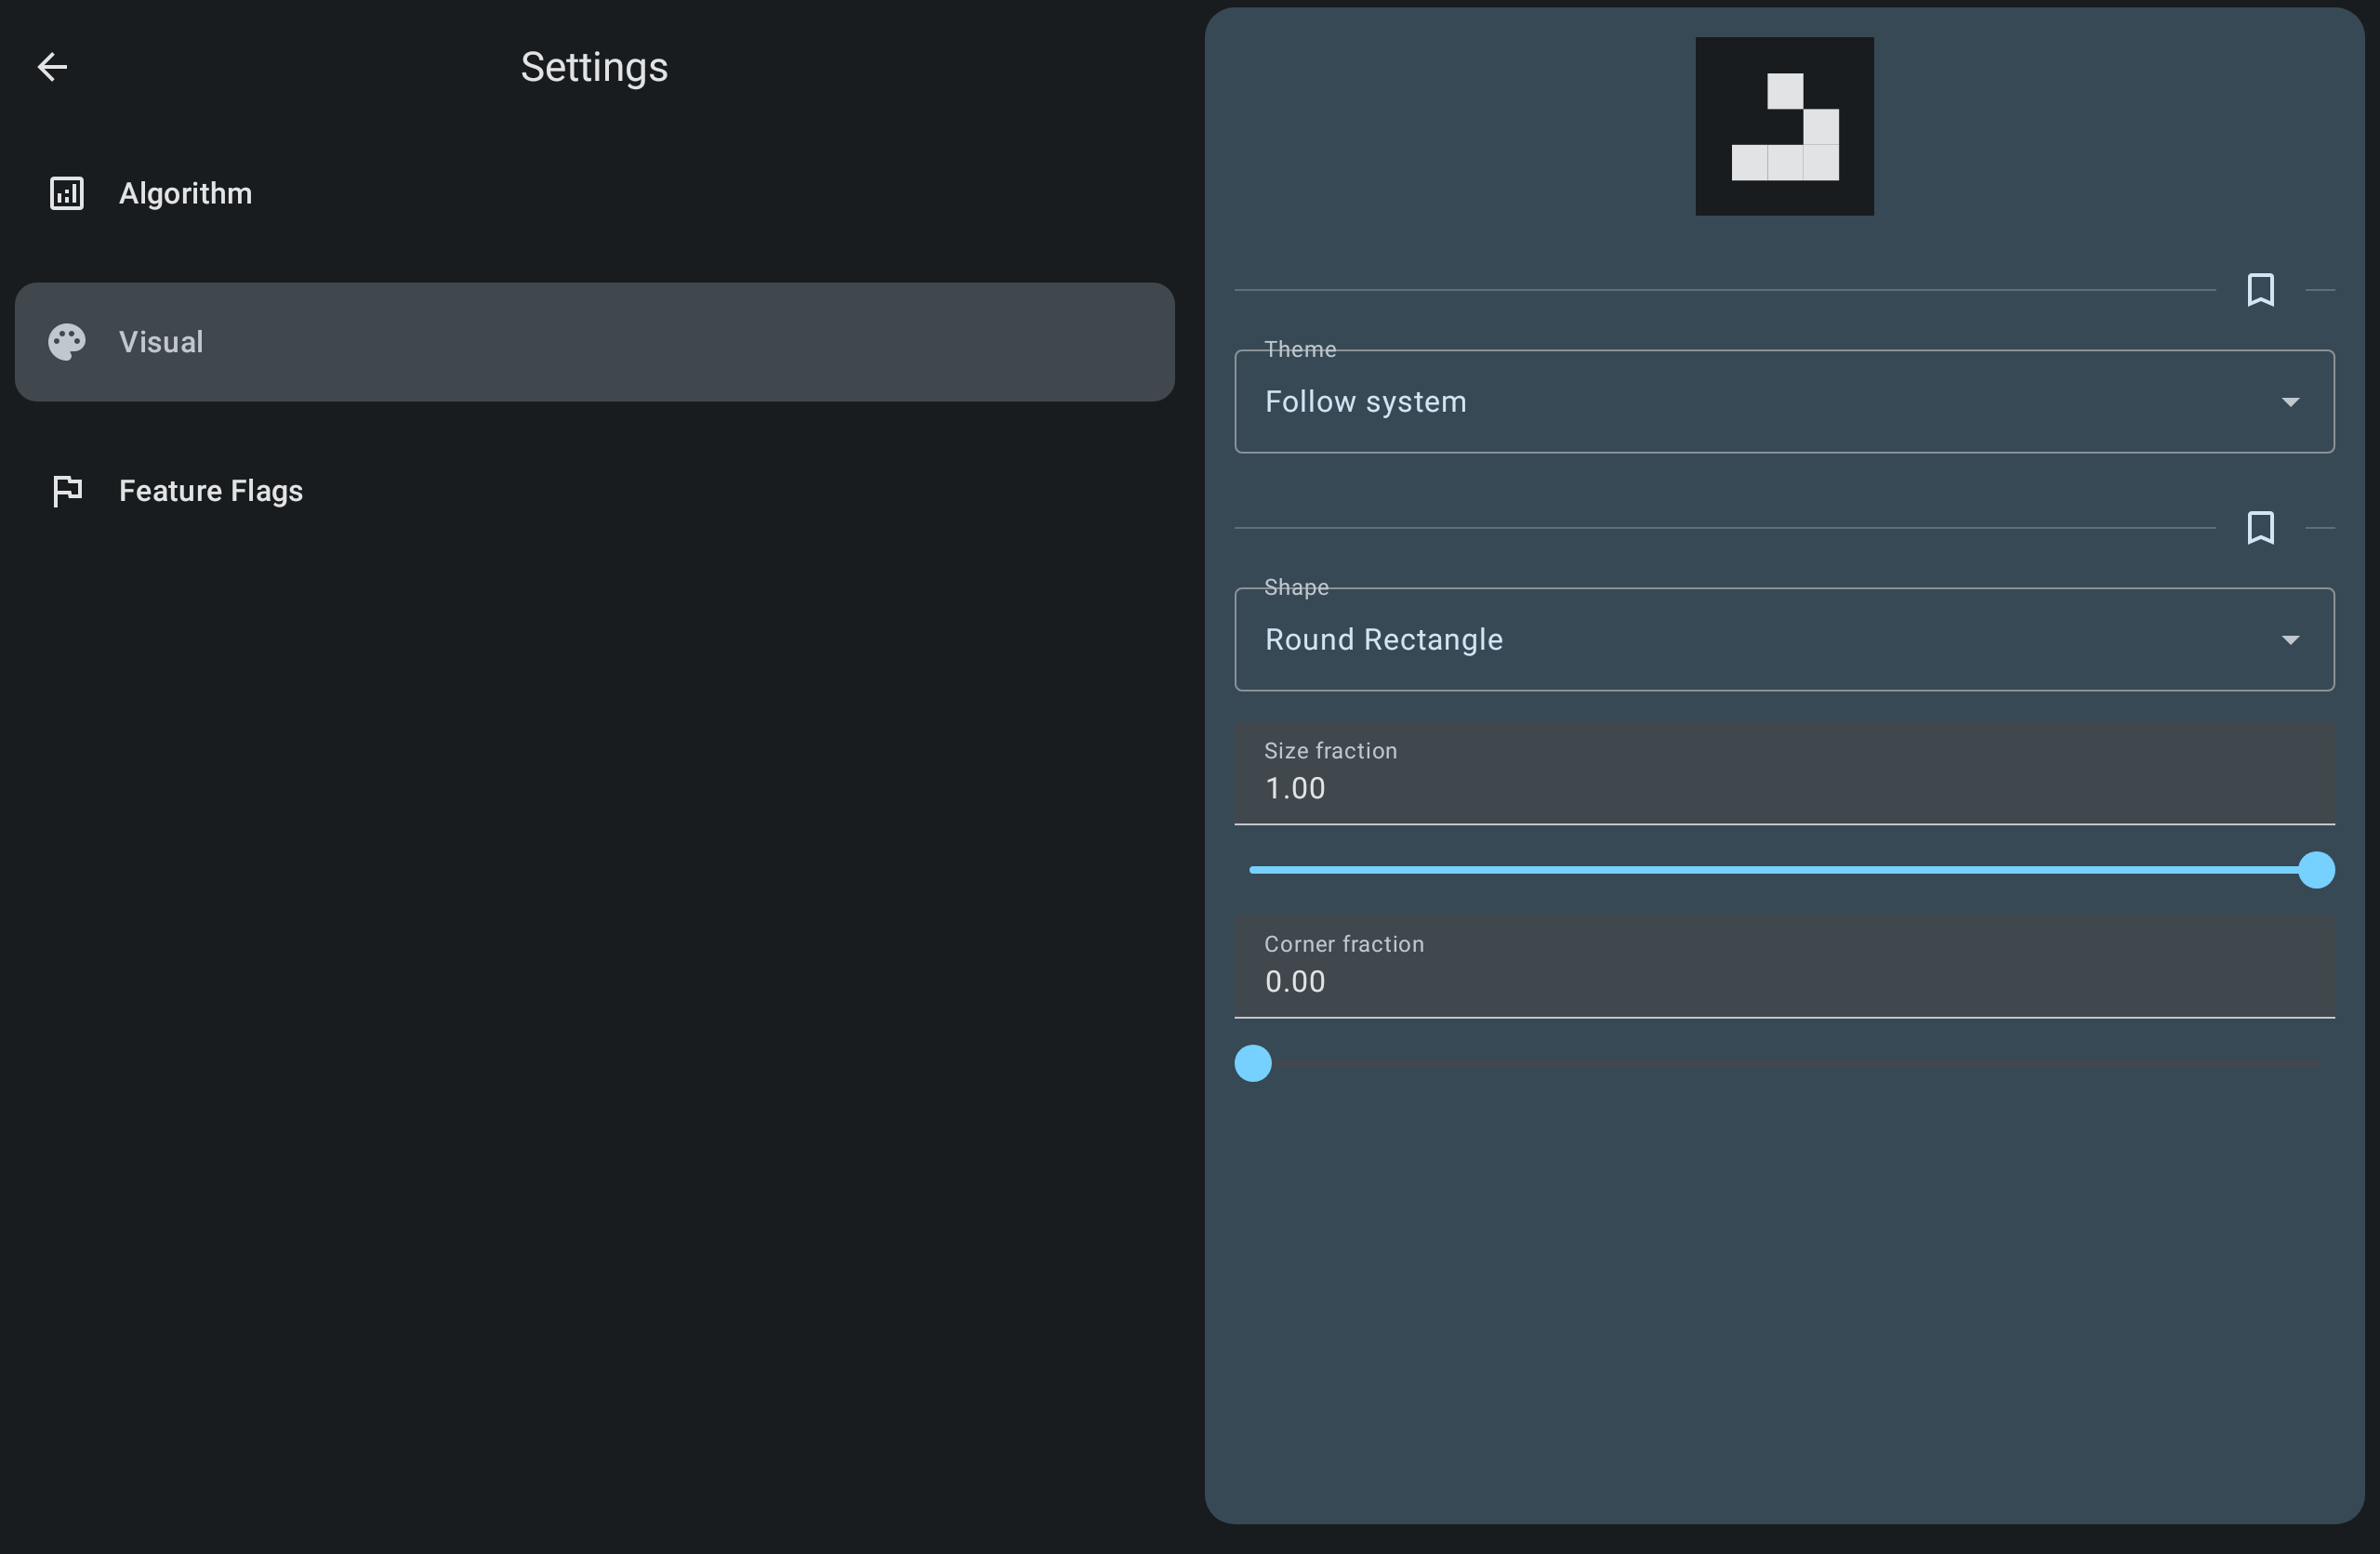 Settings
Algorithm
Visual
Feature Flags
Theme
Follow system
Shape
Round Rectangle
Size fraction
1.00
Corner fraction
0.00